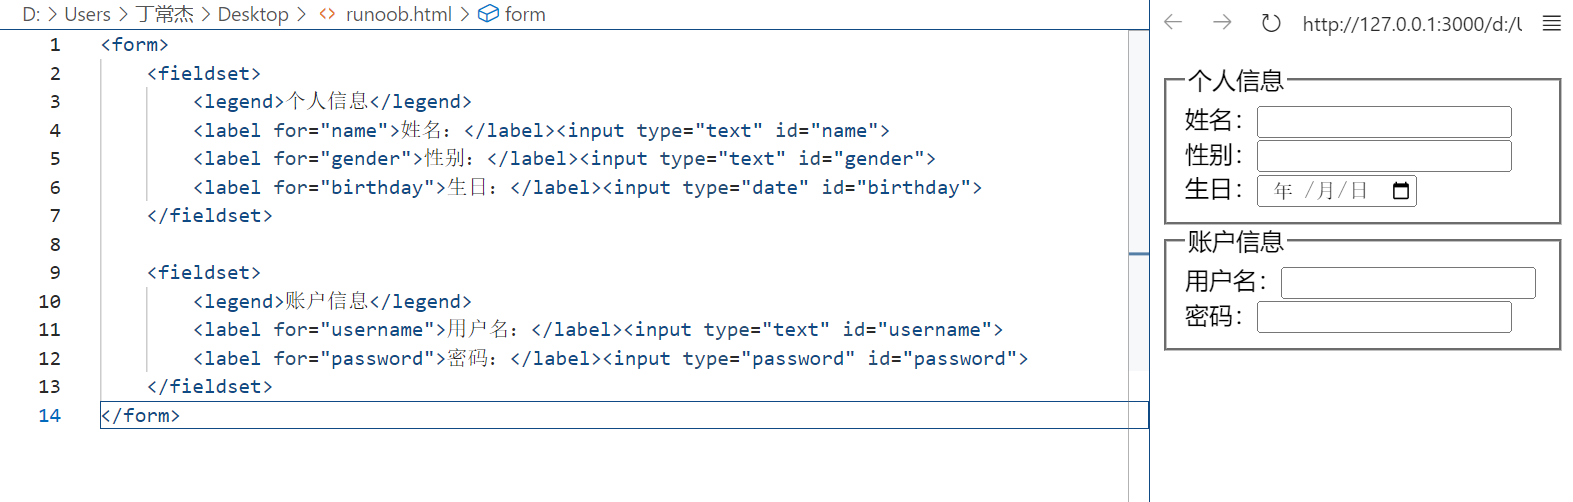 D: > Users > 丁常杰 > Desktop > <> runoob.html > form
1 <form>
2 <fieldset>
3 <legend>个人信息</legend>
4 <label for="name">姓名：</label><input type="text" id="name">
5 <label for="gender">性别：</label><input type="text" id="gender">
6 <label for="birthday">生日：</label><input type="date" id="birthday">
7 </fieldset>
8
9 <fieldset>
10 <legend>账户信息</legend>
11 <label for="username">用户名：</label><input type="text" id="username">
12 <label for="password">密码：</label><input type="password" id="password">
13 </fieldset>
14 </form>
http://127.0.0.1:3000/d:/
个人信息
姓名：
性别：
生日： 年 /月/日
账户信息
用户名：
密码：